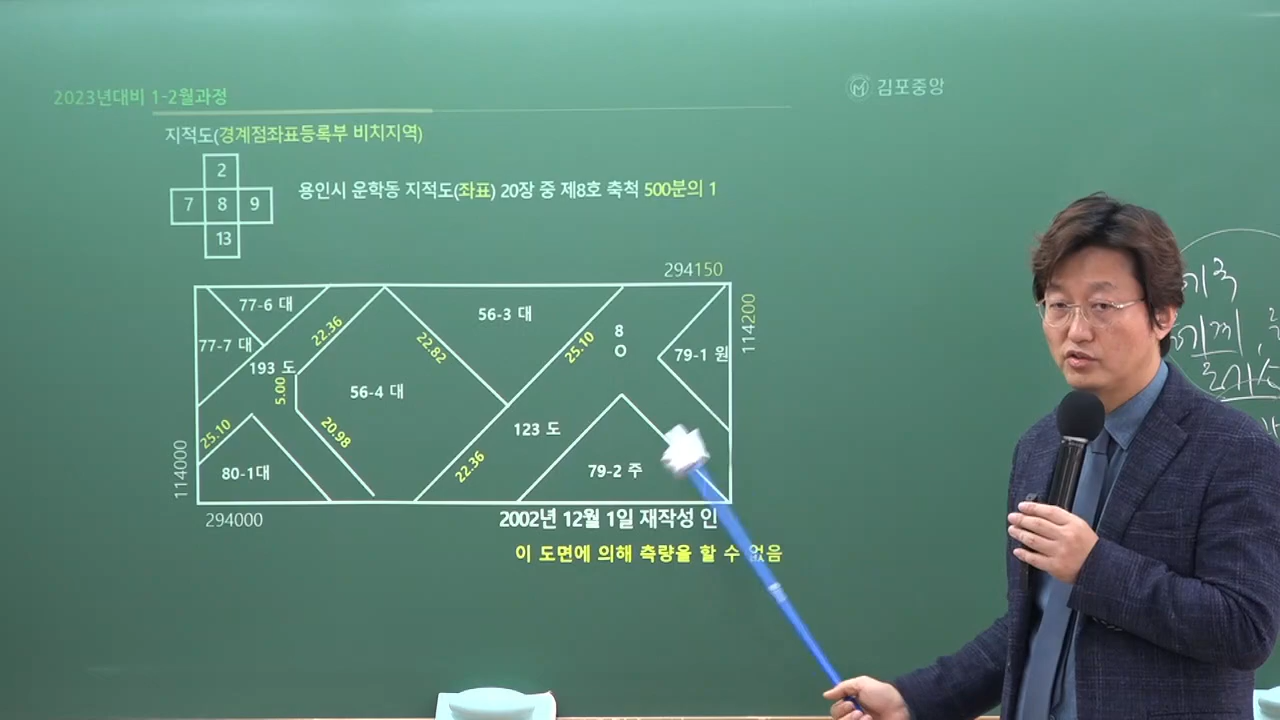 2023년대비 1-2월과정
김포중앙
지적도(경계점좌표등록부 비치지역)
2
7 8 9
13
용인시 운학동 지적도(좌표) 20장 중 제8호 축척 500분의 1
294150
114200
77-6 대
77-7 대
193 도
22.36
5.00
22.82
56-3 대
56-4 대
25.10
8
O
79-1 원
25.10
80-1대
20.98
22.36
123 도
79-2 주
114000
294000
2002년 12월 1일 재작성 인
이 도면에 의해 측량을 할 수 없음